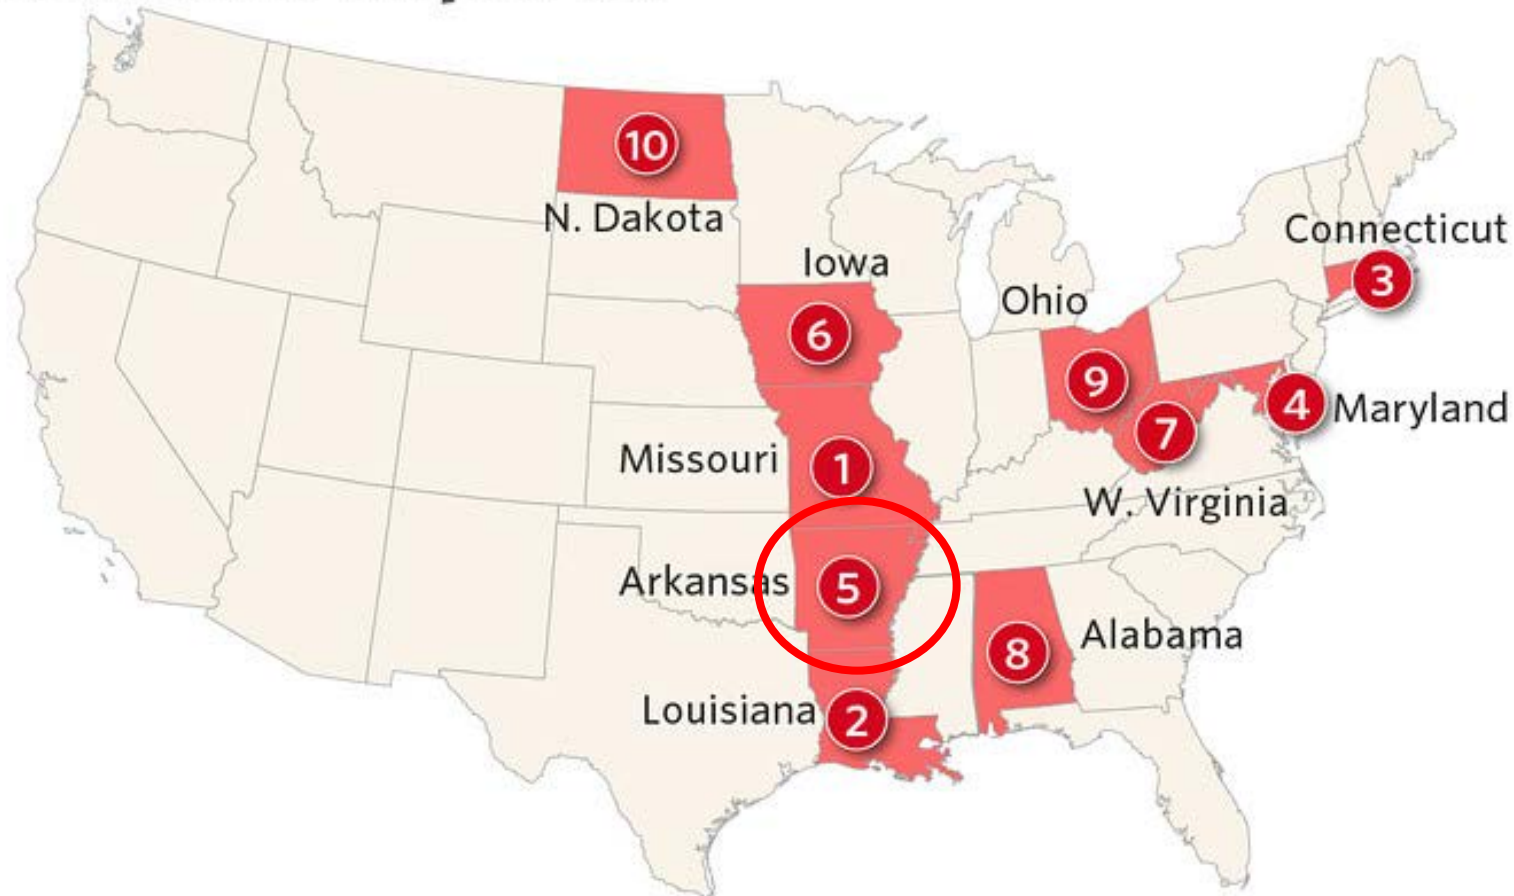 10
N. Dakota
Connecticut
3
Iowa
Ohio
6
9
4 Maryland
7
Missouri 1
W. Virginia
Arkansas 5
Alabama
8
Louisiana 2